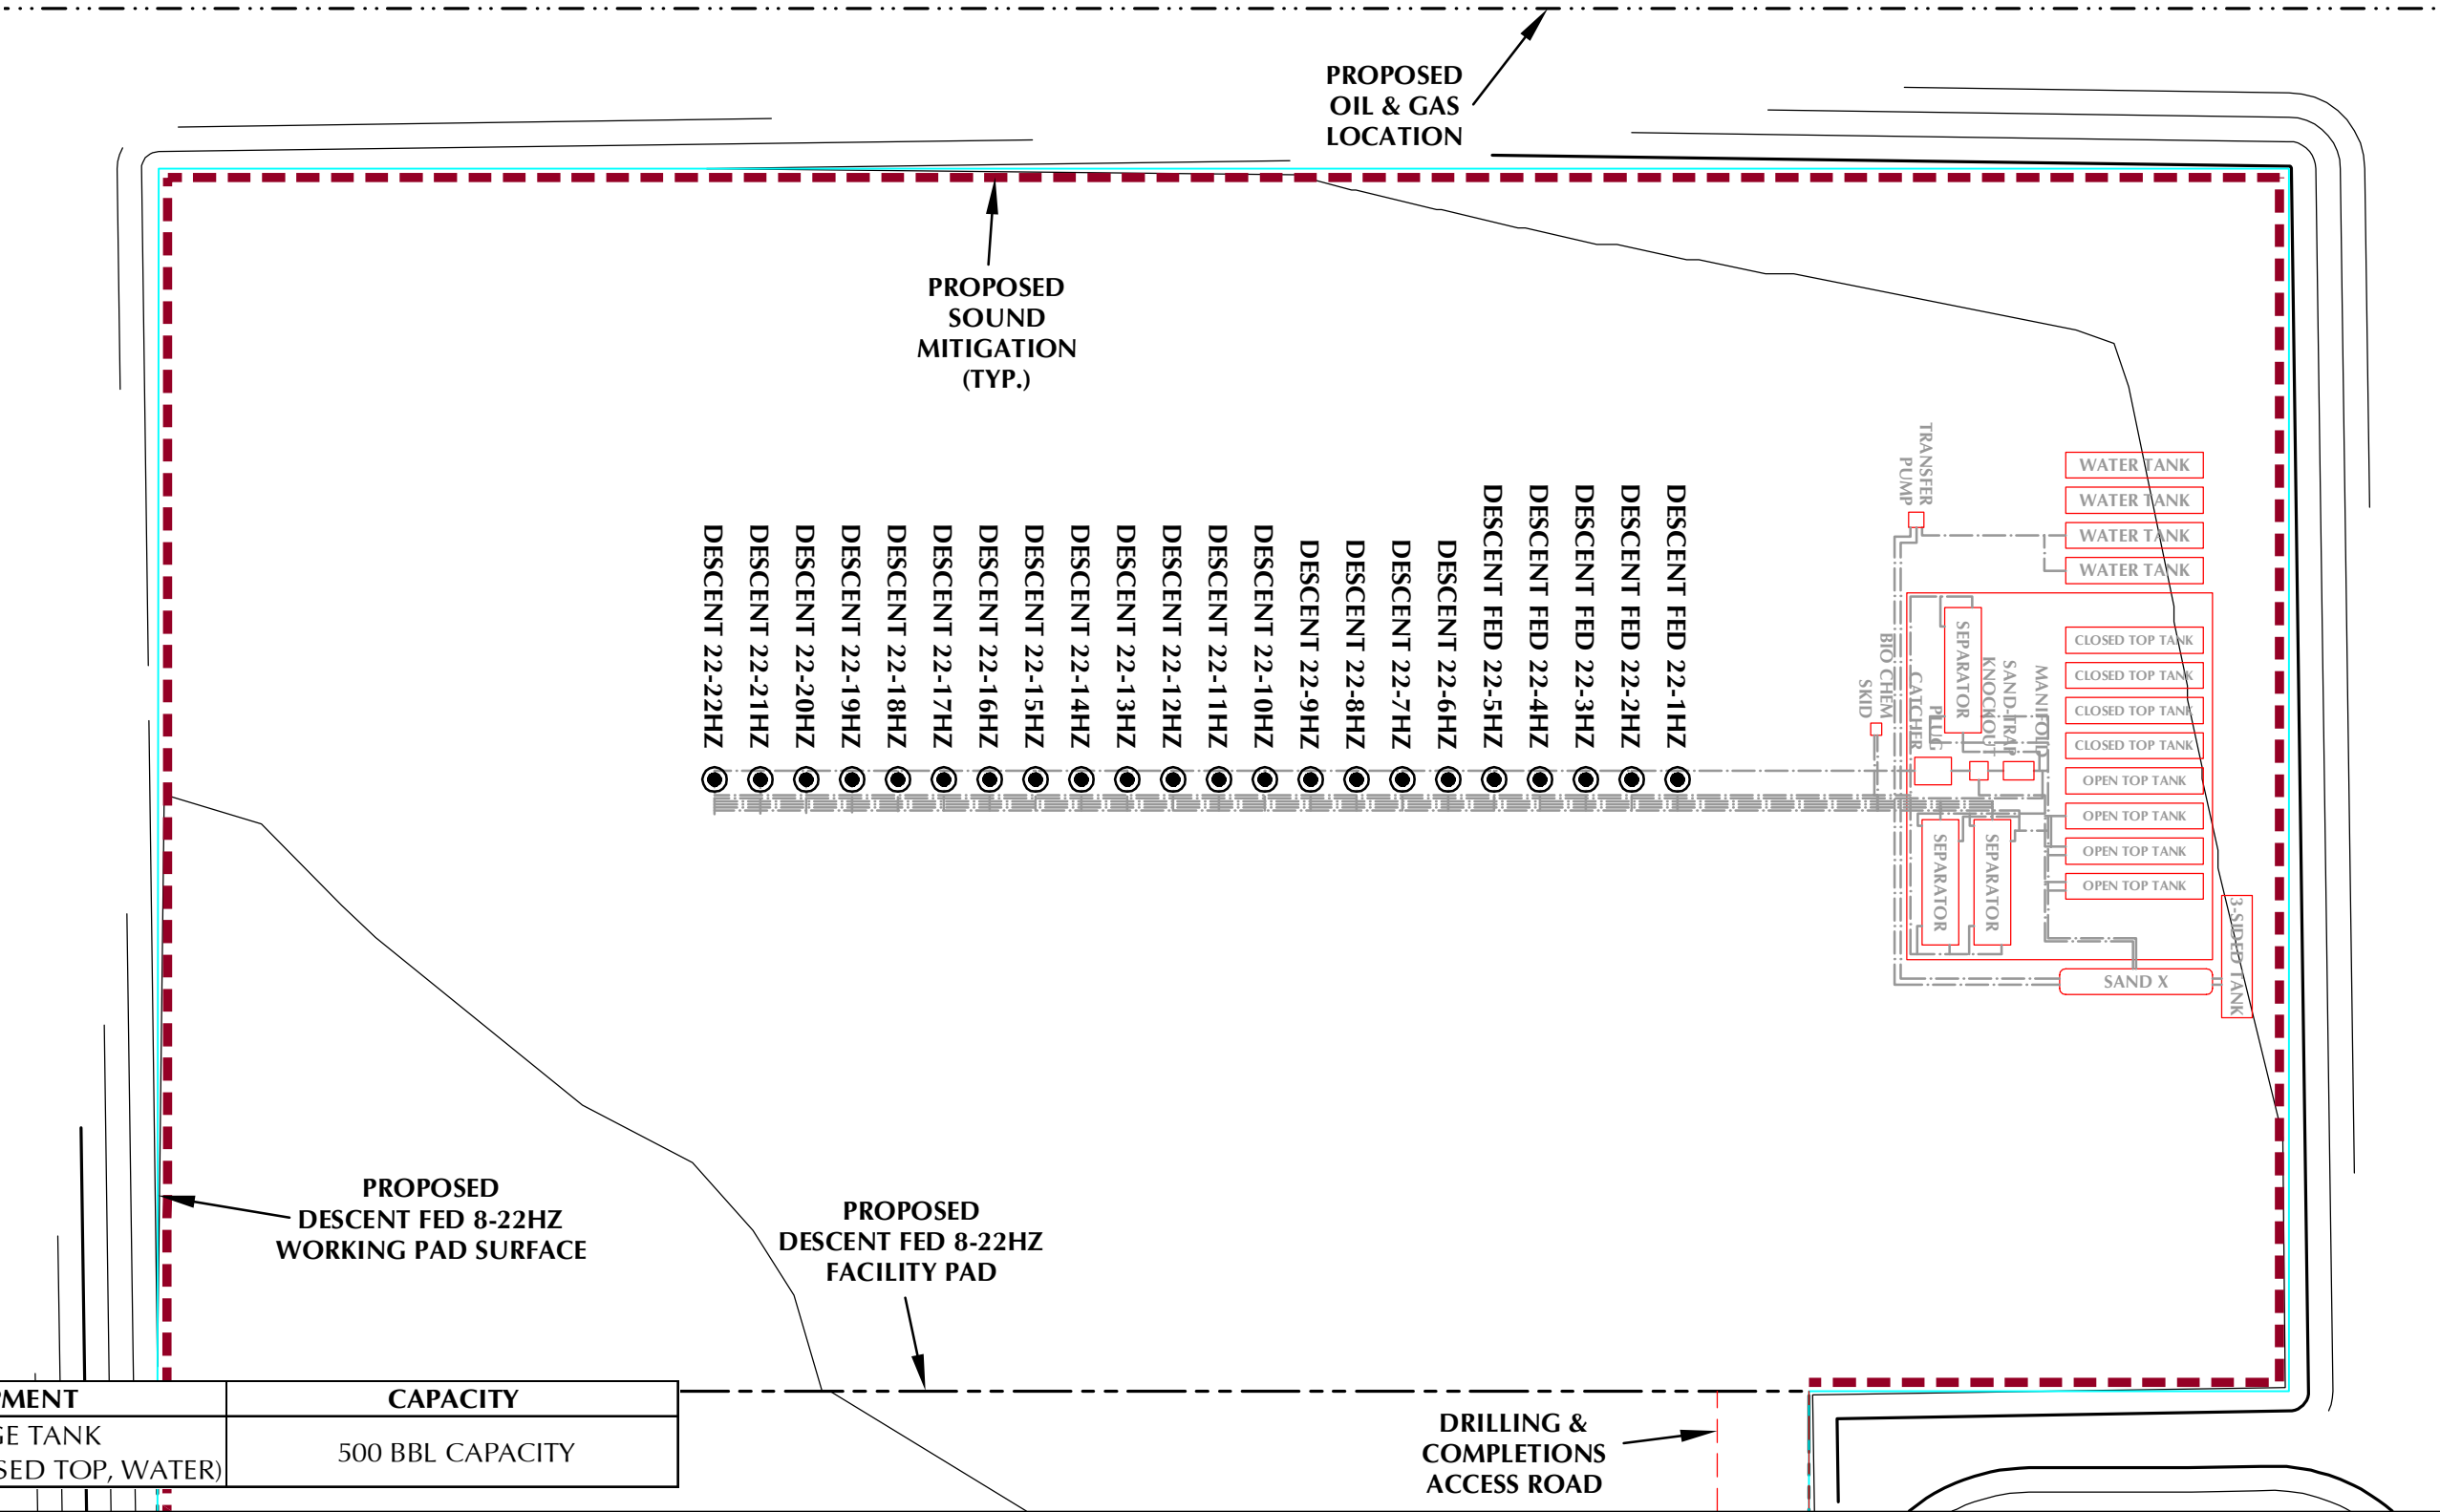 PROPOSED
OIL & GAS
LOCATION
PROPOSED
SOUND
MITIGATION
(TYP.)
TRANSFER
PUMP
WATER TANK
WATER TANK
WATER TANK
WATER TANK
DESCENT 22-22HZ
DESCENT 22-21HZ
DESCENT 22-20HZ
DESCENT 22-19HZ
DESCENT 22-18HZ
DESCENT 22-17HZ
DESCENT 22-16HZ
DESCENT 22-15HZ
DESCENT 22-14HZ
DESCENT 22-13HZ
DESCENT 22-12HZ
DESCENT 22-11HZ
DESCENT 22-10HZ
DESCENT 22-9HZ
DESCENT 22-8HZ
DESCENT 22-7HZ
DESCENT 22-6HZ
DESCENT FED 22-5HZ
DESCENT FED 22-4HZ
DESCENT FED 22-3HZ
DESCENT FED 22-2HZ
DESCENT FED 22-1HZ
BIO CHEM
SKID
PLUG
CATCHER
SEPARATOR
SAND-TRAP
KNOCKOUT
MANIFOLD
CLOSED TOP TANK
CLOSED TOP TANK
CLOSED TOP TANK
CLOSED TOP TANK
OPEN TOP TANK
OPEN TOP TANK
OPEN TOP TANK
OPEN TOP TANK
SEPARATOR
SEPARATOR
3-SIDED TANK
SAND X
PROPOSED
DESCENT FED 8-22HZ
WORKING PAD SURFACE
PROPOSED
DESCENT FED 8-22HZ
FACILITY PAD
DRILLING &
COMPLETIONS
ACCESS ROAD
PMENT
CAPACITY
GE TANK
SED TOP, WATER)
500 BBL CAPACITY